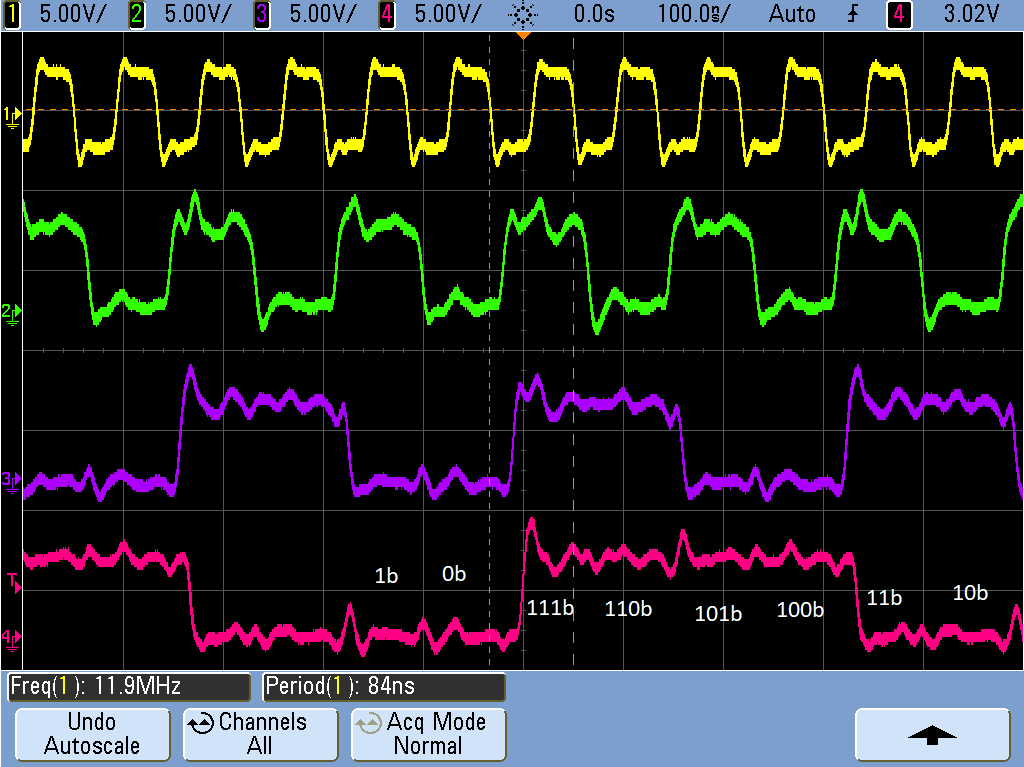 1 5.00V/ 2 5.00V/ 3 5.00V/ 4 5.00V/ 0.0s 100.0s/ Auto 4 3.02V
1
2
3
1b 0b
T
111b 110b 101b 100b 11b 10b
4
Freq(1): 11.9MHz Period(1): 84ns
Undo Autoscale
Channels All
Acq Mode Normal